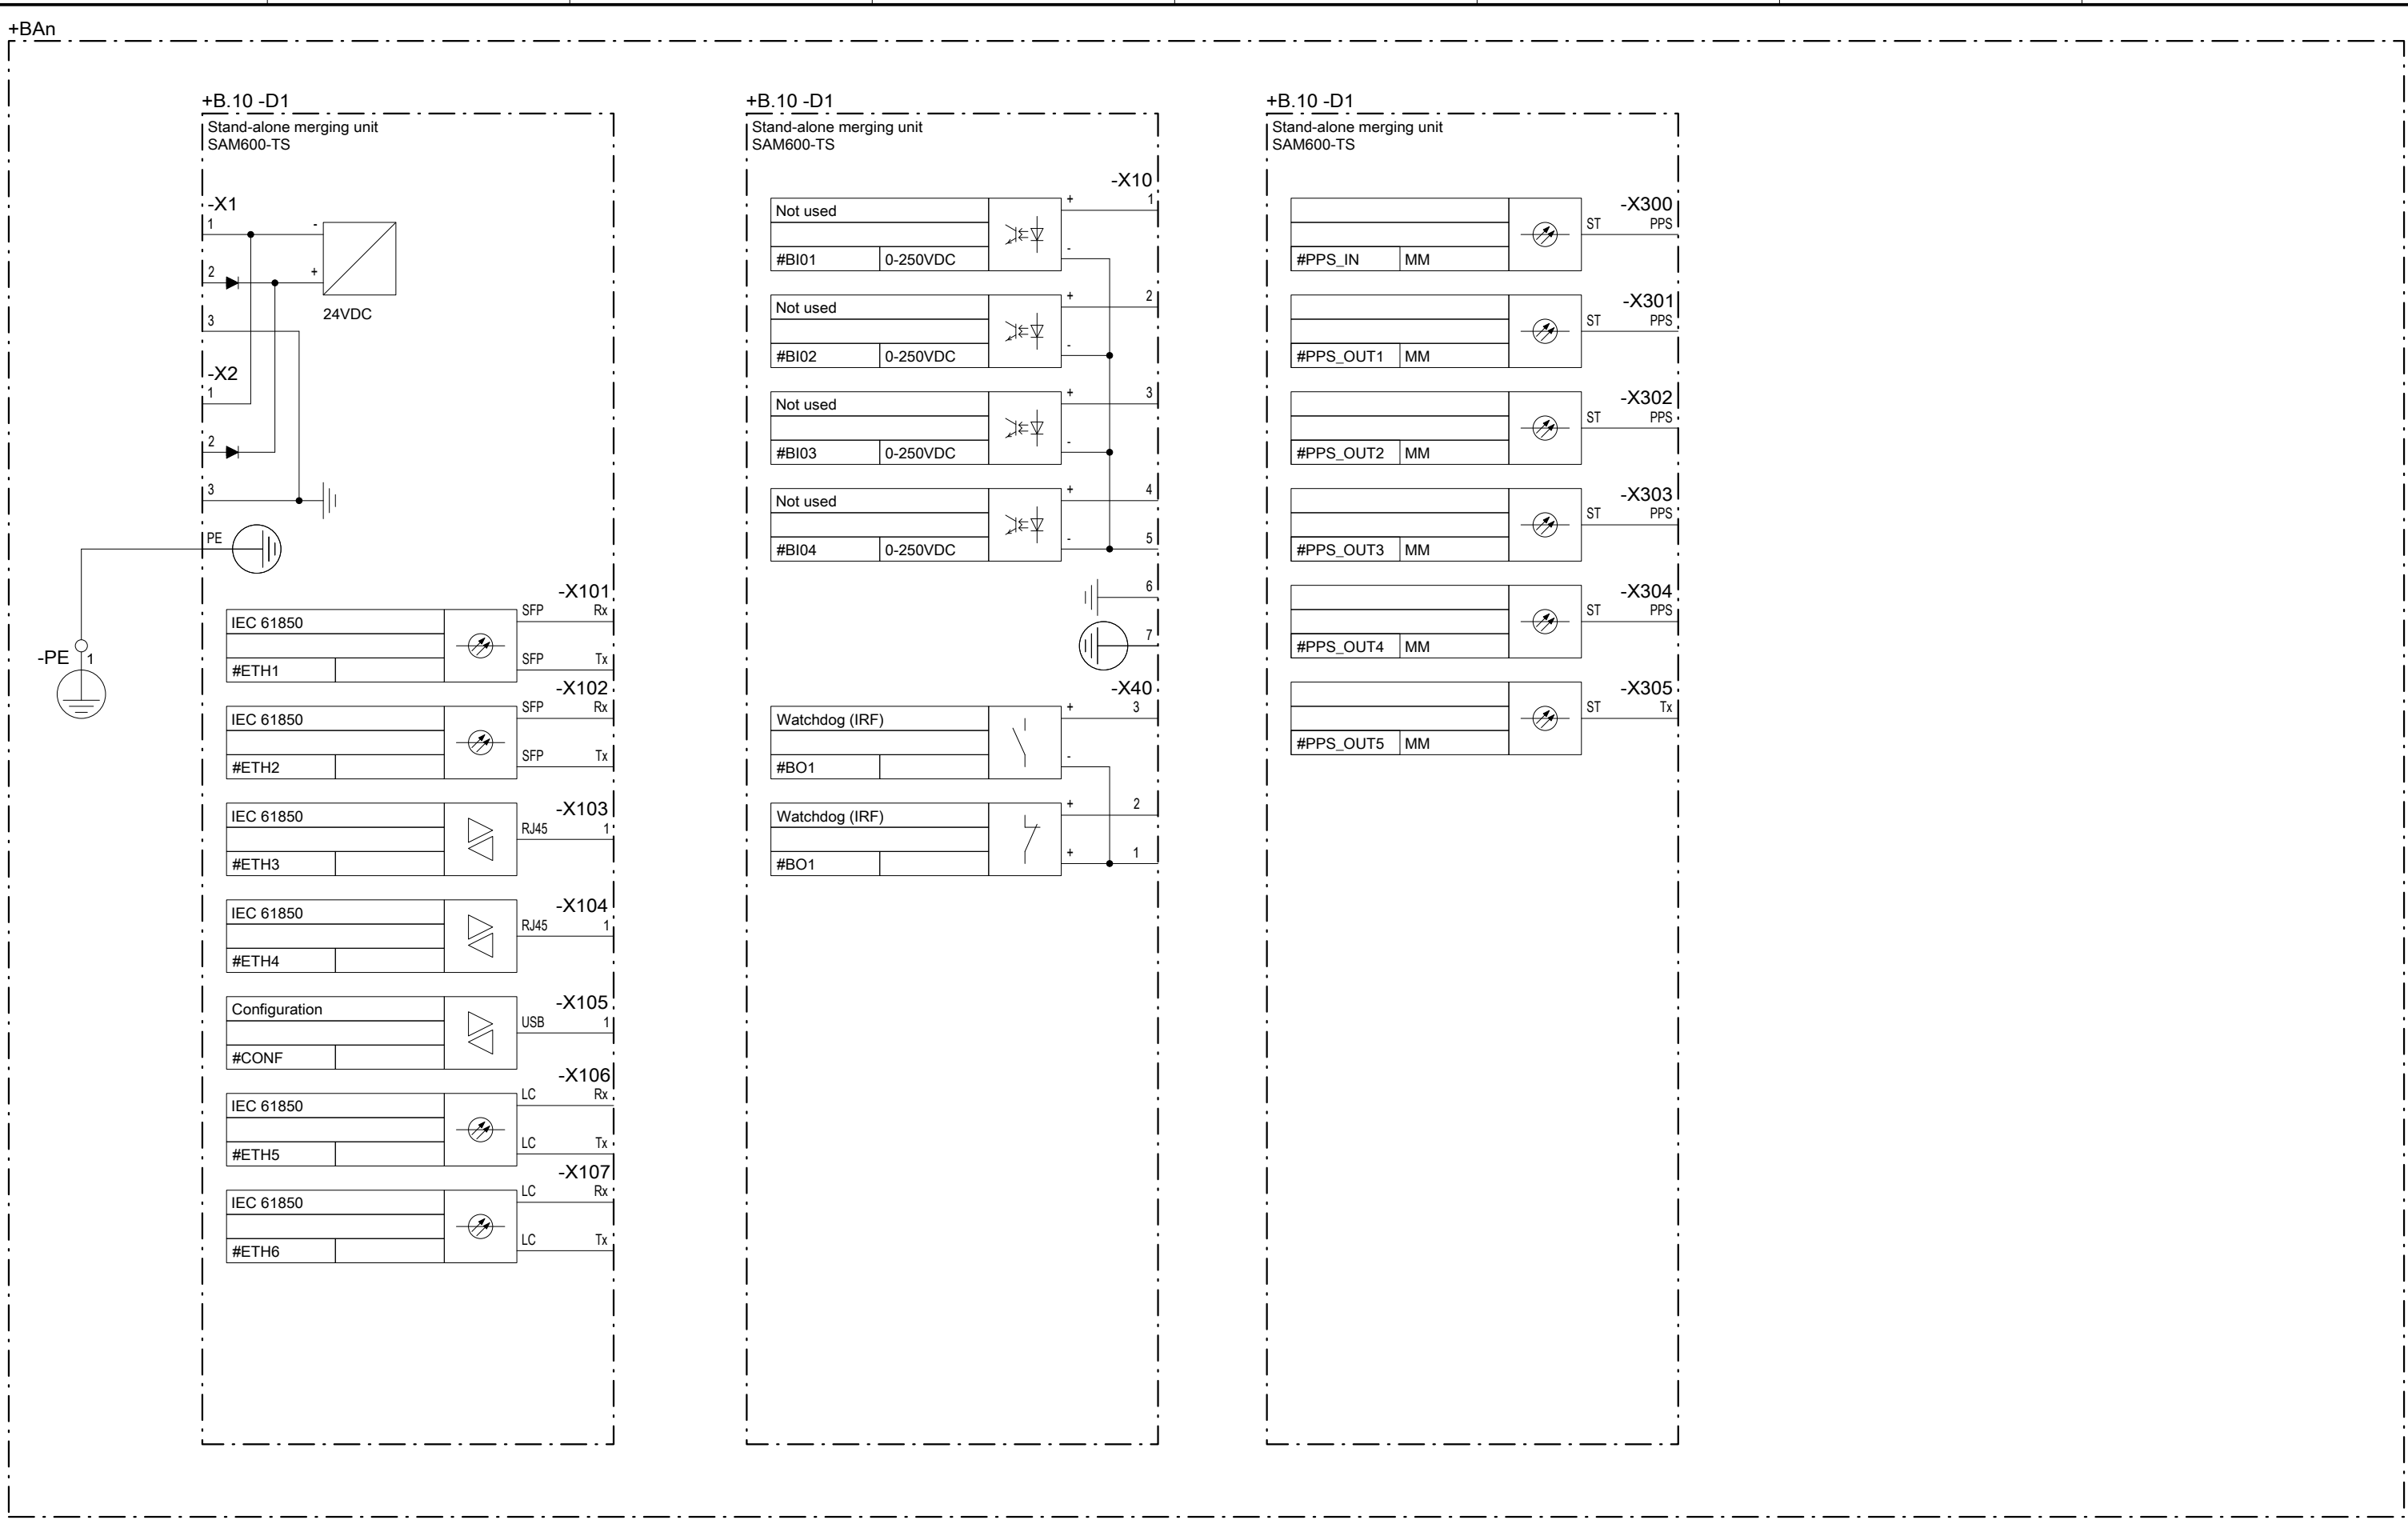 +BAn
+B.10 -D1
Stand-alone merging unit
SAM600-TS
-X1
1 -
2 +
24VDC
3
-X2
1
2
3
PE
-PE 1
-X101
SFP Rx
IEC 61850
SFP Tx
#ETH1
-X102
SFP Rx
IEC 61850
SFP Tx
#ETH2
-X103
IEC 61850
RJ45 1
#ETH3
-X104
IEC 61850
RJ45 1
#ETH4
-X105
Configuration
USB 1
#CONF
-X106
LC Rx
IEC 61850
LC Tx
#ETH5
-X107
LC Rx
IEC 61850
LC Tx
#ETH6
+B.10 -D1
Stand-alone merging unit
SAM600-TS
-X10
+ 1
Not used
-
#BI01 0-250VDC
+ 2
Not used
-
#BI02 0-250VDC
+ 3
Not used
-
#BI03 0-250VDC
+ 4
Not used
- 5
#BI04 0-250VDC
6
7
-X40
+ 3
Watchdog (IRF)
-
#BO1
+ 2
Watchdog (IRF)
+ 1
#BO1
+B.10 -D1
Stand-alone merging unit
SAM600-TS
-X300
ST PPS
#PPS_IN MM
-X301
ST PPS
#PPS_OUT1 MM
-X302
ST PPS
#PPS_OUT2 MM
-X303
ST PPS
#PPS_OUT3 MM
-X304
ST PPS
#PPS_OUT4 MM
-X305
ST Tx
#PPS_OUT5 MM